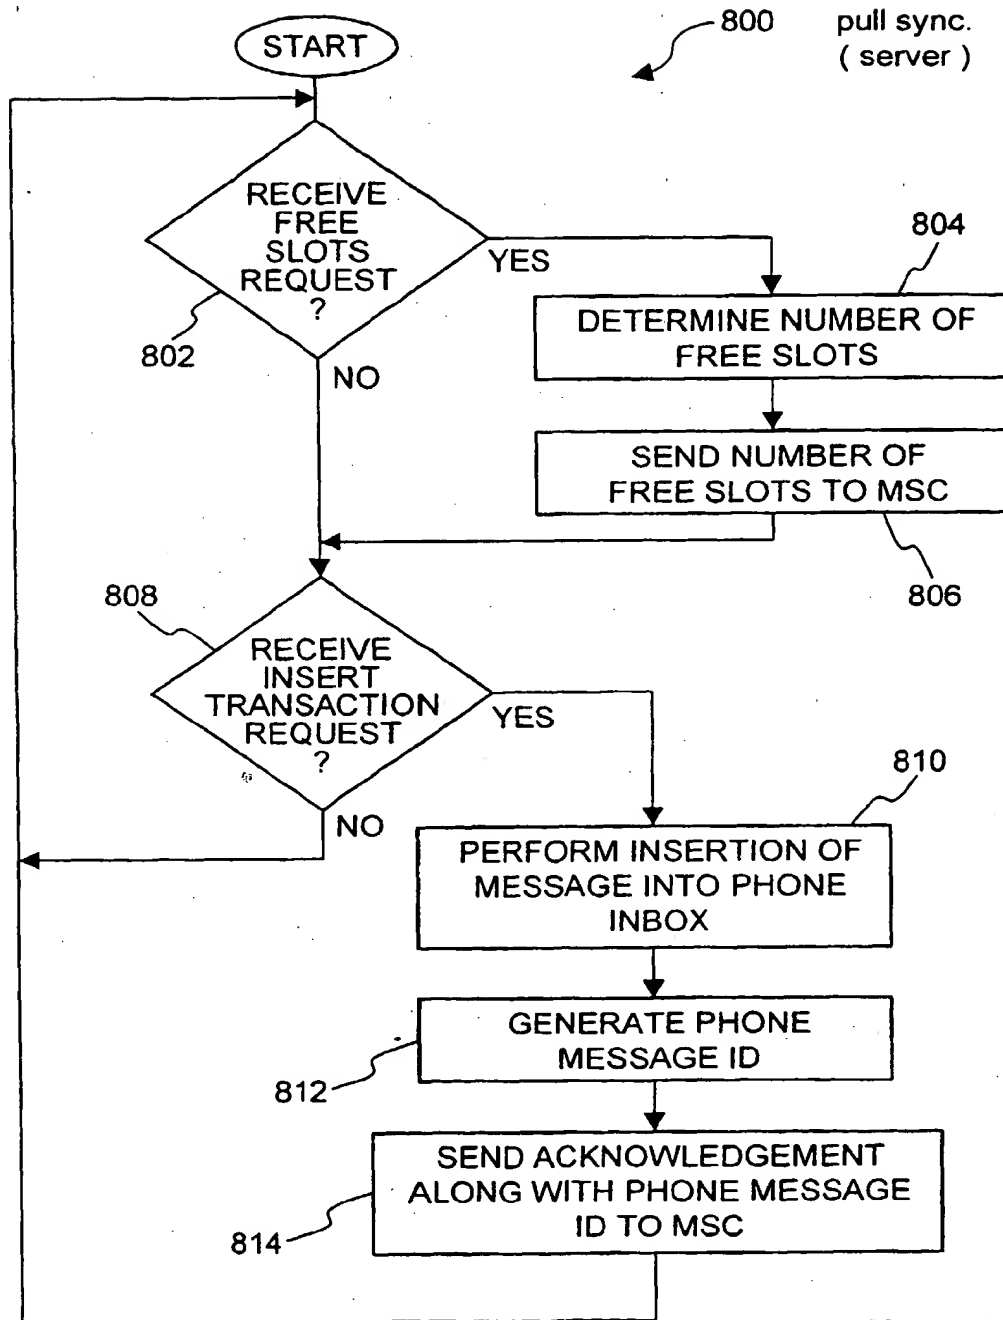 800
pull sync.
( server )
START
RECEIVE
FREE
SLOTS
REQUEST
?
802
YES
NO
804
DETERMINE NUMBER OF
FREE SLOTS
SEND NUMBER OF
FREE SLOTS TO MSC
806
808
RECEIVE
INSERT
TRANSACTION
REQUEST
?
YES
NO
810
PERFORM INSERTION OF
MESSAGE INTO PHONE
INBOX
GENERATE PHONE
MESSAGE ID
812
SEND ACKNOWLEDGEMENT
ALONG WITH PHONE MESSAGE
ID TO MSC
814